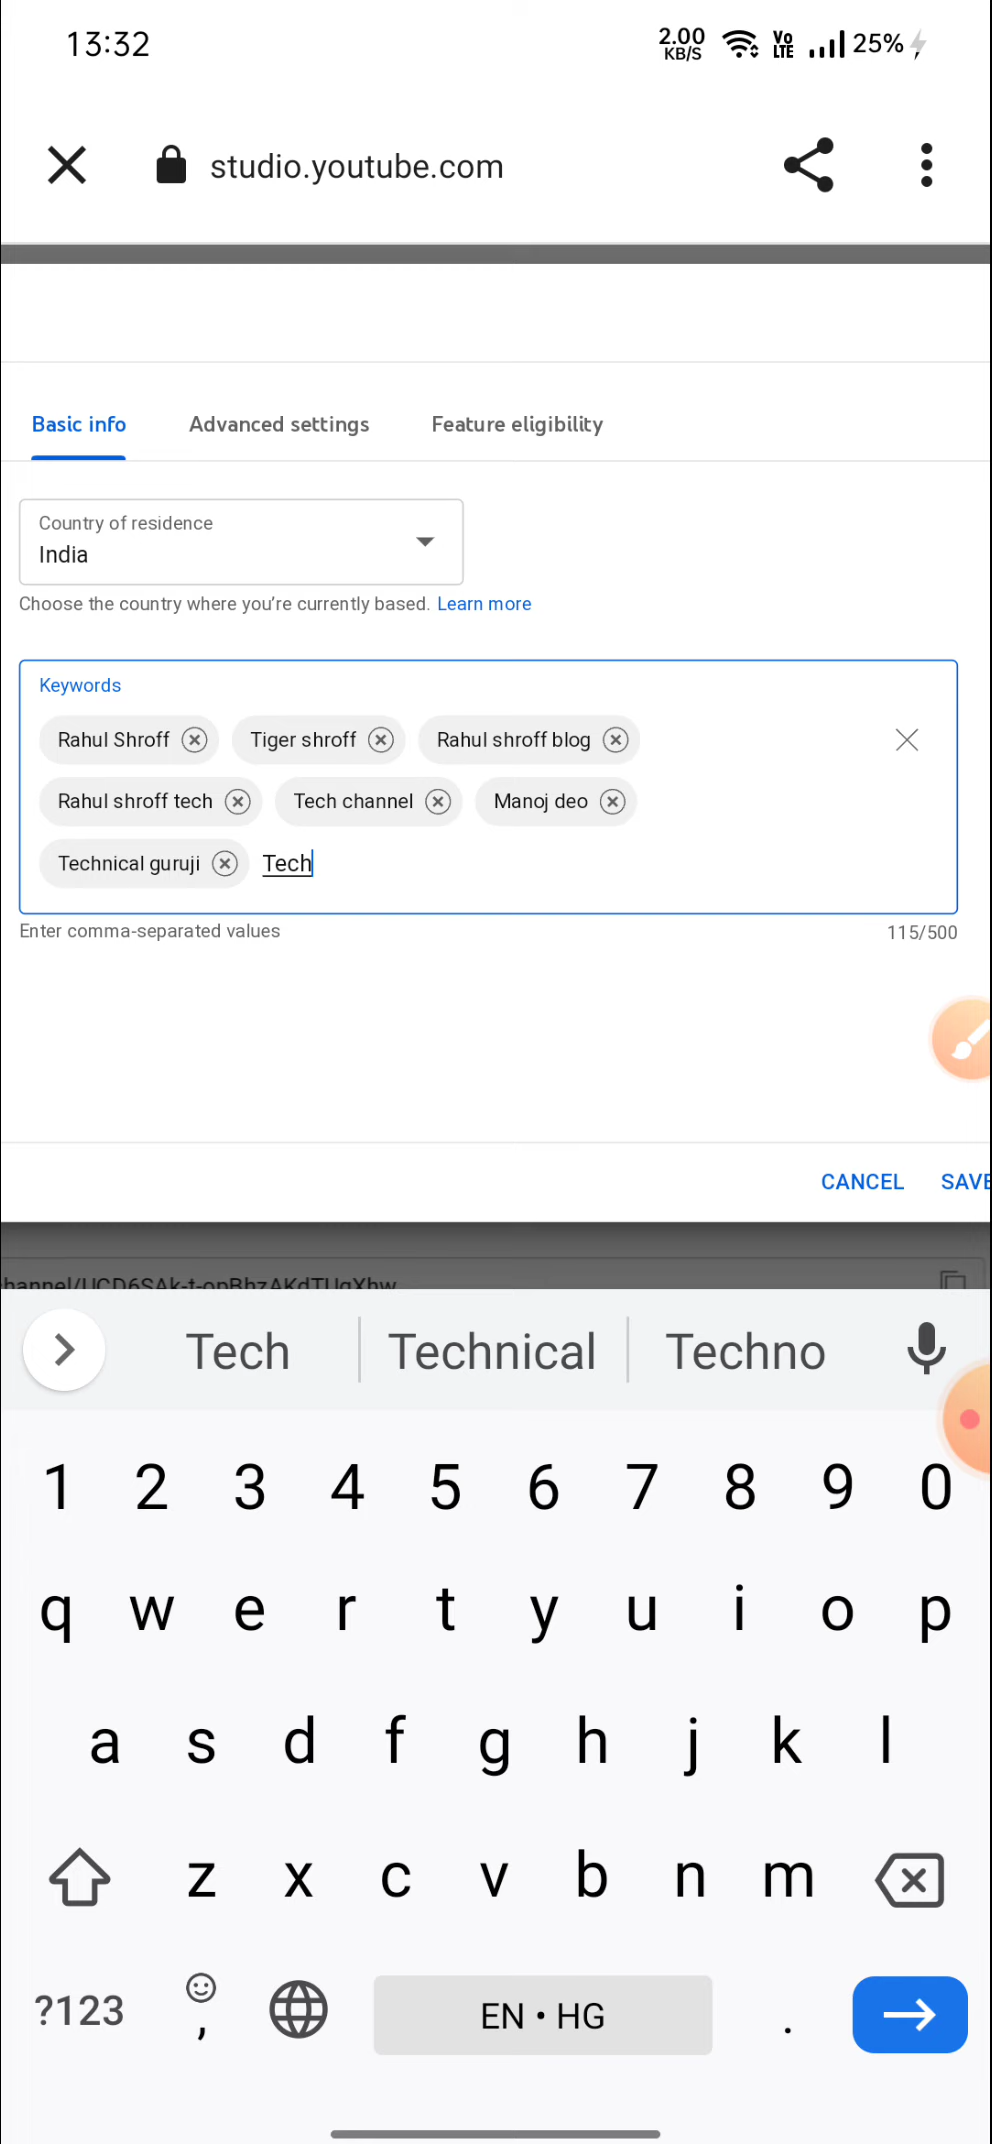 13:32
2.00 KB/S Vo LTE 25%
studio.youtube.com
Basic info Advanced settings Feature eligibility
Country of residence
India
Choose the country where you're currently based. Learn more
Keywords
Rahul Shroff Tiger shroff Rahul shroff blog
Rahul shroff tech Tech channel Manoj deo
Technical guruji Tech
Enter comma-separated values 115/500
CANCEL SAVE
Tech Technical Techno
1 2 3 4 5 6 7 8 9 0
q w e r t y u i o p
a s d f g h j k l
z x c v b n m
?123 , EN • HG .